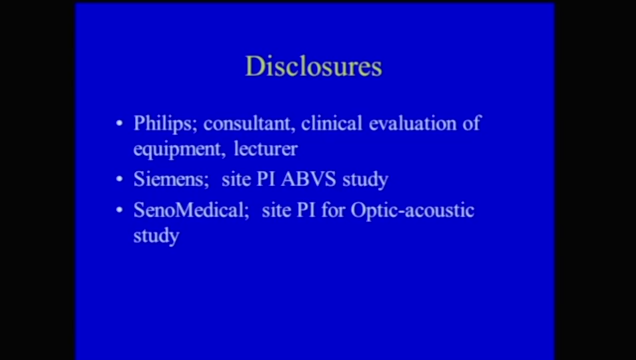 Disclosures
• Philips; consultant, clinical evaluation of
equipment, lecturer
• Siemens;  site PI ABVS study
• SenoMedical;  site PI for Optic-acoustic
study